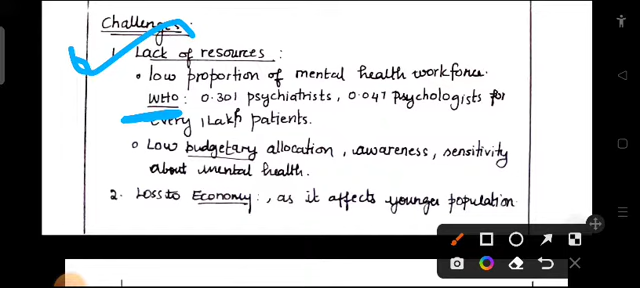 Challenges:
1. Lack of resources :
• low proportion of mental health workforce.
WHO: 0.301 psychiatrists, 0.047 psychologists for
every 1 Lakh patients.
• Low budgetary allocation, awareness, sensitivity
about mental health.
2. Loss to Economy :, as it affects younger population